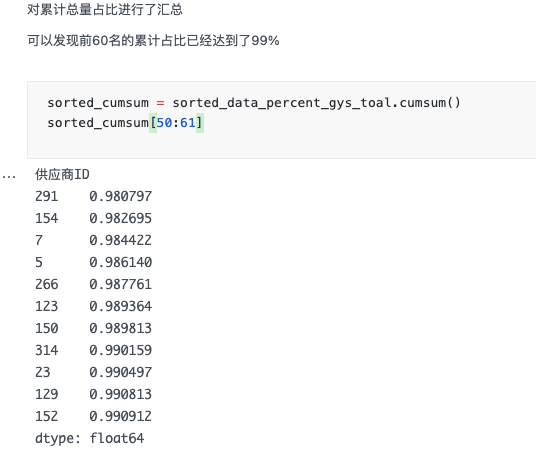 对累计总量占比进行了汇总
可以发现前60名的累计占比已经达到了99%
sorted_cumsum = sorted_data_percent_gys_toal.cumsum()
sorted_cumsum[50:61]
... 供应商ID
291 0.980797
154 0.982695
7 0.984422
5 0.986140
266 0.987761
123 0.989364
150 0.989813
314 0.990159
23 0.990497
129 0.990813
152 0.990912
dtype: float64